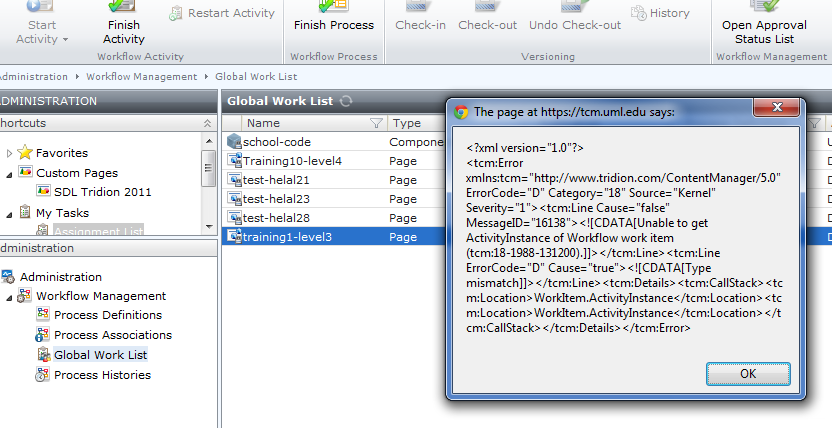 Start
Activity
Finish
Activity
Restart Activity
Workflow Activity
Finish Process
Workflow Process
Check-in
Check-out
Undo Check-out
History
Versioning
Open Approval
Status List
Workflow Management
Administration Workflow Management Global Work List
ADMINISTRATION
Shortcuts
Favorites
Custom Pages
SDL Tridion 2011
My Tasks
Assignment List
Administration
Administration
Workflow Management
Process Definitions
Process Associations
Global Work List
Process Histories
Global Work List
Name Type
school-code Compone
Training10-level4 Page
test-helal21 Page
test-helal23 Page
test-helal28 Page
training1-level3 Page
The page at https://tcm.uml.edu says:
<?xml version="1.0"?>
<tcm:Error
xmlns:tcm="http://www.tridion.com/ContentManager/5.0"
ErrorCode="D" Category="18" Source="Kernel"
Severity="1"><tcm:Line Cause="false"
MessageID="16138"><![CDATA[Unable to get
ActivityInstance of Workflow work item
(tcm:18-1988-131200).]]></tcm:Line><tcm:Line
ErrorCode="D" Cause="true"><![CDATA[Type
mismatch]]></tcm:Line><tcm:Details><tcm:CallStack><tc
m:Location>WorkItem.ActivityInstance</tcm:Location><tc
m:Location>WorkItem.ActivityInstance</tcm:Location></t
cm:CallStack></tcm:Details></tcm:Error>
OK